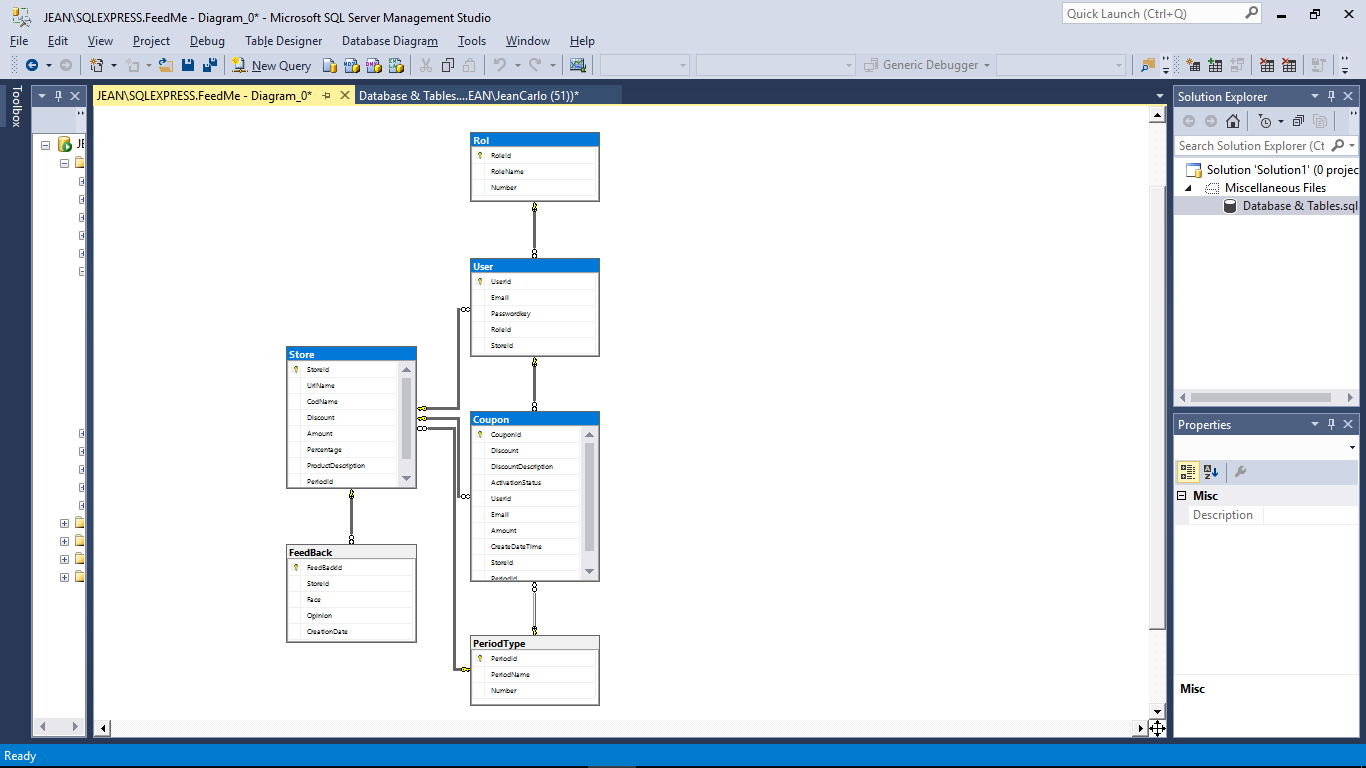 JEAN\SQLEXPRESS.FeedMe - Diagram_0* - Microsoft SQL Server Management Studio
Quick Launch (Ctrl+Q)
File Edit View Project Debug Table Designer Database Diagram Tools Window Help
New Query
Generic Debugger
Toolbox
JEAN\SQLEXPRESS.FeedMe - Diagram_0*
Database & Tables....EAN\JeanCarlo (51))*
Rol
RoleId
RoleName
Number
User
UserId
Email
Passwordkey
RoleId
StoreId
Store
StoreId
UrlName
CodName
Discount
Amount
Percentage
ProductDescription
PeriodId
Coupon
CouponId
Discount
DiscountDescription
ActivationStatus
UserId
Email
Amount
CreateDateTime
StoreId
PeriodId
FeedBack
FeedBackId
StoreId
Face
Opinion
CreationDate
PeriodType
PeriodId
PeriodName
Number
Solution Explorer
Search Solution Explorer (Ct
Solution 'Solution1' (0 projec
Miscellaneous Files
Database & Tables.sql
Properties
Misc
Description
Misc
Ready